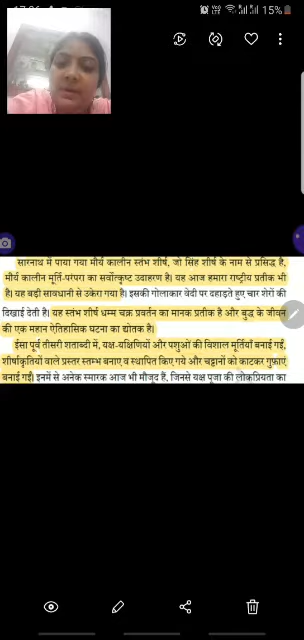 17:06
15%
सारनाथ में पाया गया मौर्य कालीन स्तंभ शीर्ष, जो सिंह शीर्ष के नाम से प्रसिद्ध है,
मौर्य कालीन मूर्ति-परंपरा का सर्वोत्कृष्ट उदाहरण है। यह आज हमारा राष्ट्रीय प्रतीक भी
है। यह बड़ी सावधानी से उकेरा गया है। इसकी गोलाकार वेदी पर दहाड़ते हुए चार शेरों की
दिखाई देती है। यह स्तंभ शीर्ष धम्म चक्र प्रवर्तन का मानक प्रतीक है और बुद्ध के जीवन
की एक महान ऐतिहासिक घटना का द्योतक है।
ईसा पूर्व तीसरी शताब्दी में, यक्ष-यक्षिणियों और पशुओं की विशाल मूर्तियाँ बनाई गईं,
शीर्षाकृतियों वाले प्रस्तर स्तम्भ बनाए व स्थापित किए गये और चट्टानों को काटकर गुफ़ाएं
बनाई गईं। इनमें से अनेक स्मारक आज भी मौजूद हैं, जिनसे यक्ष पूजा की लोकप्रियता का